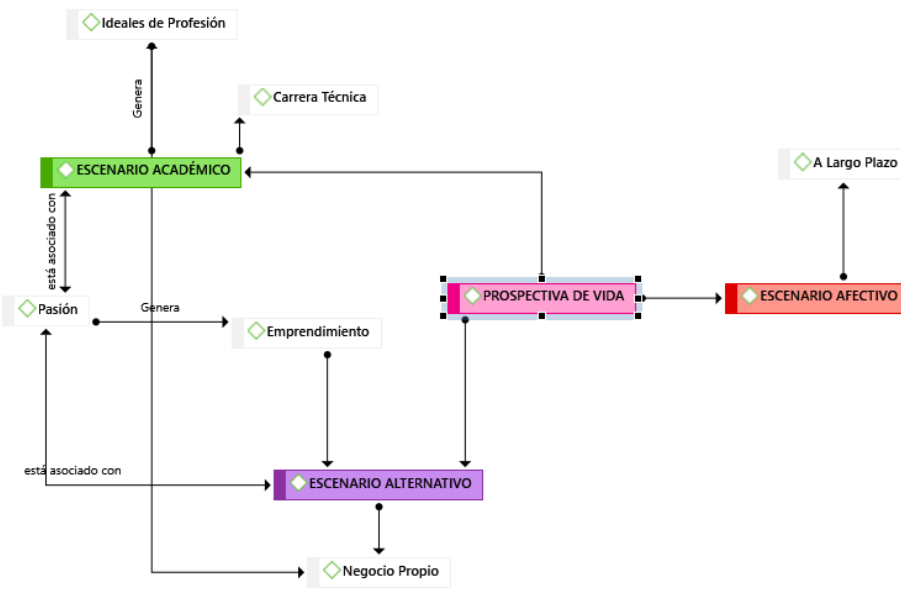 Ideales de Profesión
Genera
Carrera Técnica
ESCENARIO ACADÉMICO
A Largo Plazo
está asociado con
PROSPECTIVA DE VIDA
ESCENARIO AFECTIVO
Pasión
Genera
Emprendimiento
está asociado con
ESCENARIO ALTERNATIVO
Negocio Propio